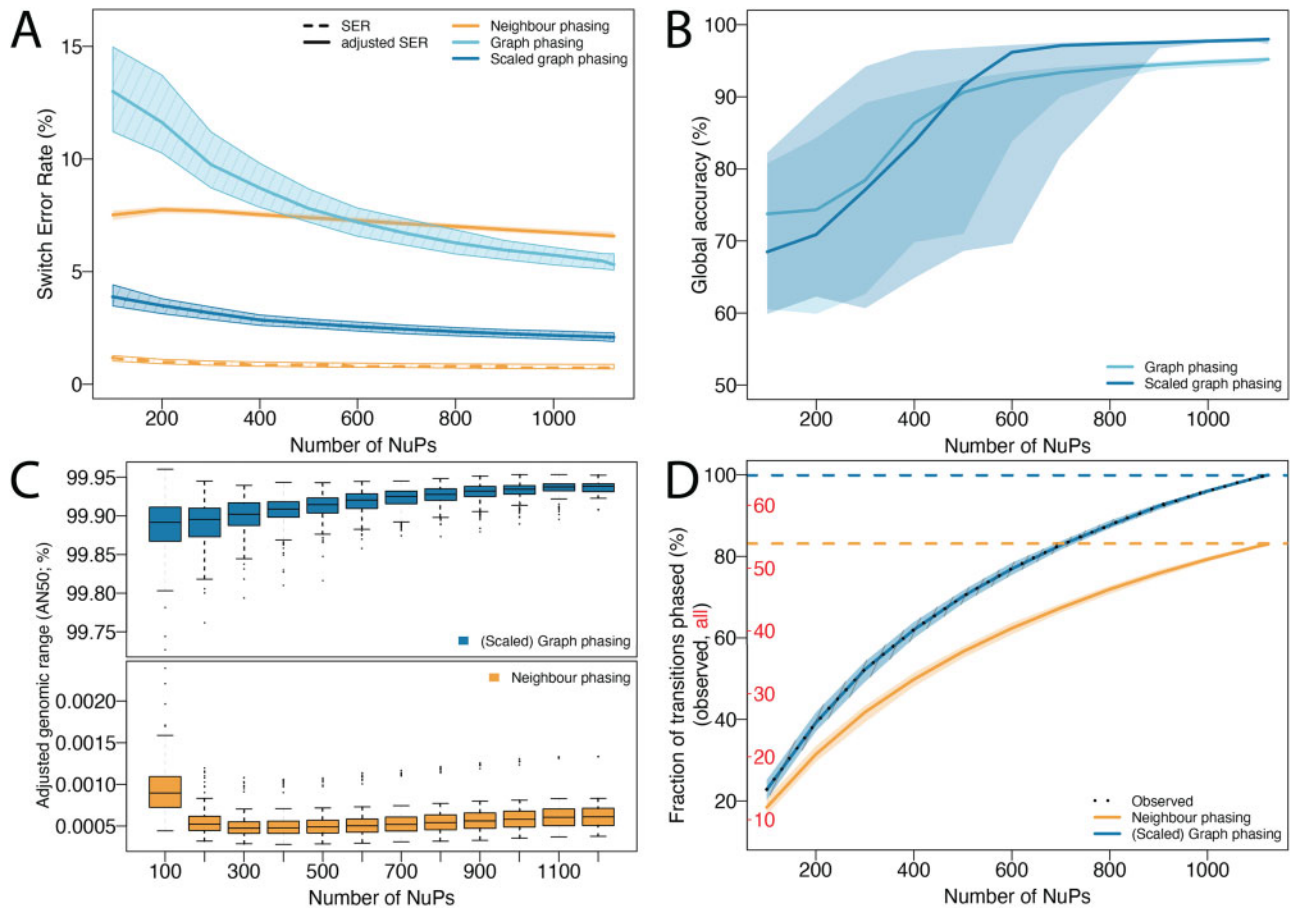 A
SER
adjusted SER
Neighbour phasing
Graph phasing
Scaled graph phasing
Switch Error Rate (%)
15
10
5
0
200 400 600 800 1000
Number of NuPs
B
Global accuracy (%)
100
90
80
70
60
50
Graph phasing
Scaled graph phasing
200 400 600 800 1000
Number of NuPs
C
Adjusted genomic range (AN50; %)
99.95
99.90
99.85
99.80
99.75
(Scaled) Graph phasing
Neighbour phasing
0.0020
0.0015
0.0010
0.0005
100 300 500 700 900 1100
Number of NuPs
D
Fraction of transitions phased (%)
(observed, all)
100
80
60
40
20
60
50
40
30
20
10
Observed
Neighbour phasing
(Scaled) Graph phasing
200 400 600 800 1000
Number of NuPs